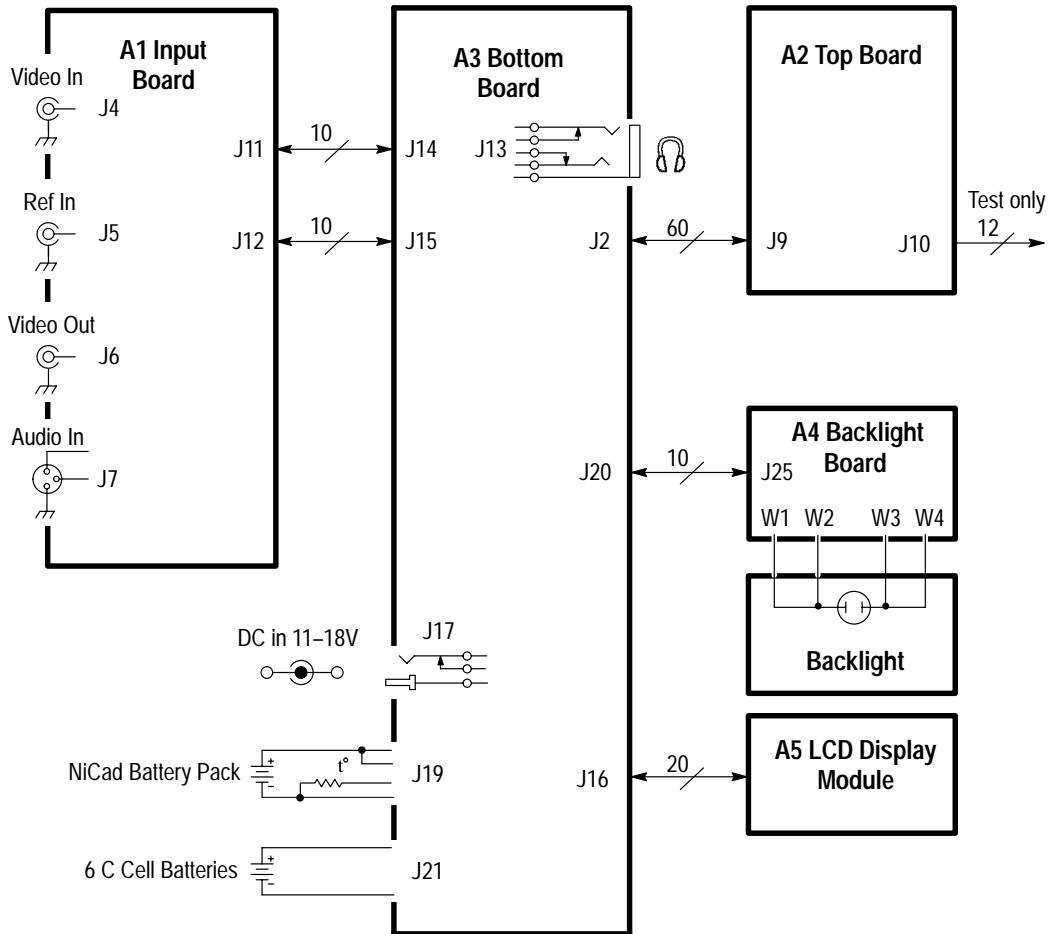 A1 Input
Board
A3 Bottom
Board
A2 Top Board
Video In
J4
J11
10
J14
J13
Ref In
J5
J12
10
J15
J2
60
J9
J10
Test only
12
Video Out
J6
Audio In
J7
J20
10
A4 Backlight
Board
J25
W1 W2 W3 W4
Backlight
DC in 11–18V
J17
NiCad Battery Pack
+
–
t°
J19
J16
20
A5 LCD Display
Module
6 C Cell Batteries
+
–
J21